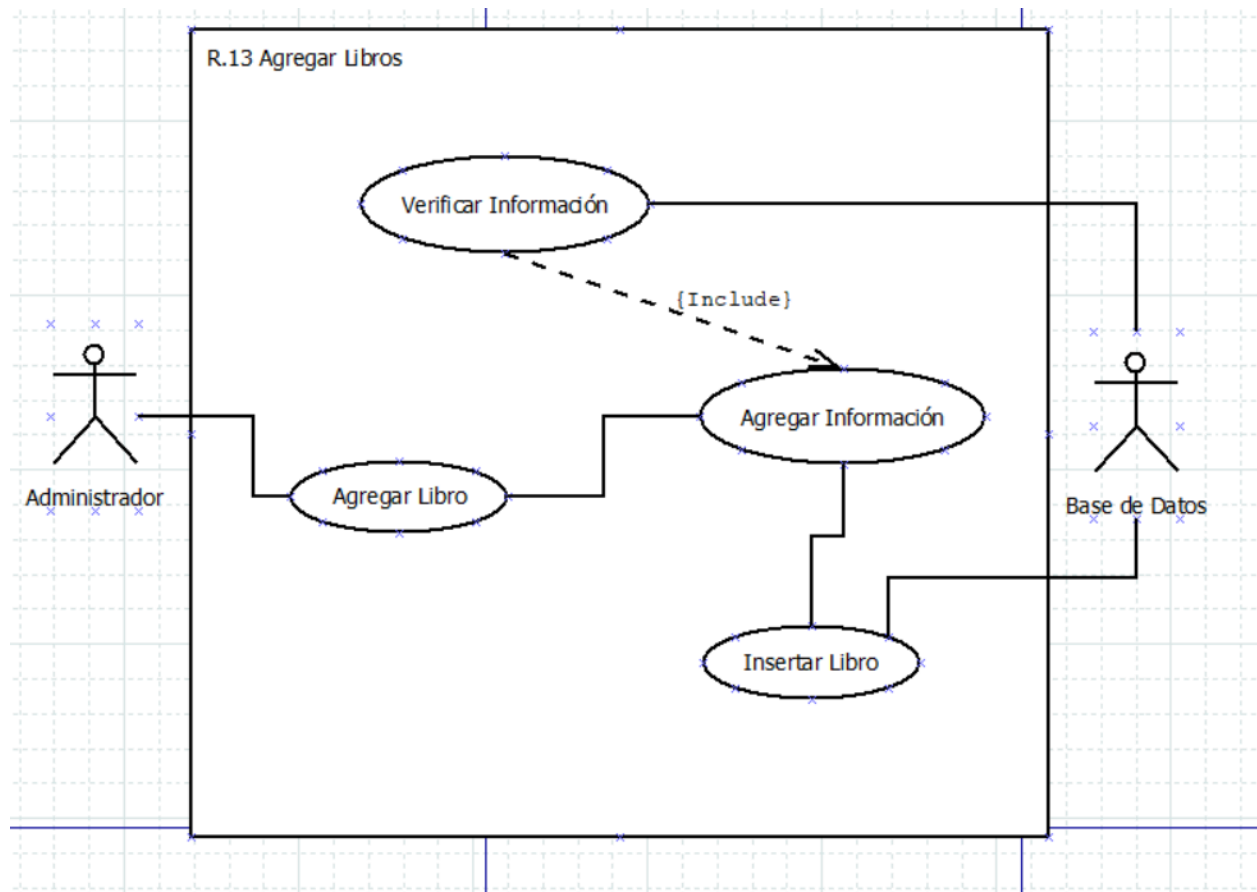 R.13 Agregar Libros
Verificar Información
{Include}
Agregar Información
Administrador
Agregar Libro
Base de Datos
Insertar Libro